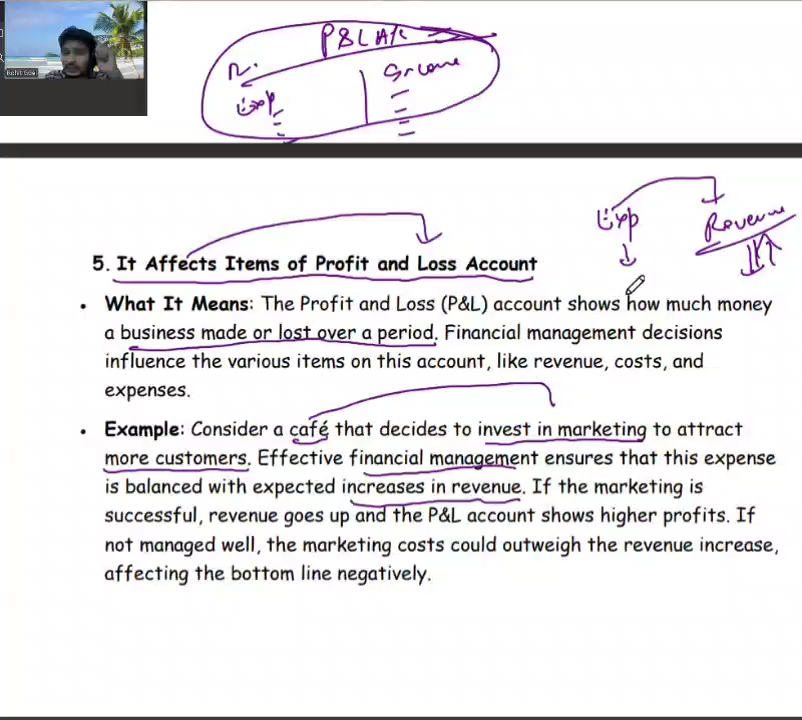 Rohit Goel
P&L A/c
Exp
Exp
Revenue
5. It Affects Items of Profit and Loss Account
• What It Means: The Profit and Loss (P&L) account shows how much money
a business made or lost over a period. Financial management decisions
influence the various items on this account, like revenue, costs, and
expenses.
• Example: Consider a café that decides to invest in marketing to attract
more customers. Effective financial management ensures that this expense
is balanced with expected increases in revenue. If the marketing is
successful, revenue goes up and the P&L account shows higher profits. If
not managed well, the marketing costs could outweigh the revenue increase,
affecting the bottom line negatively.